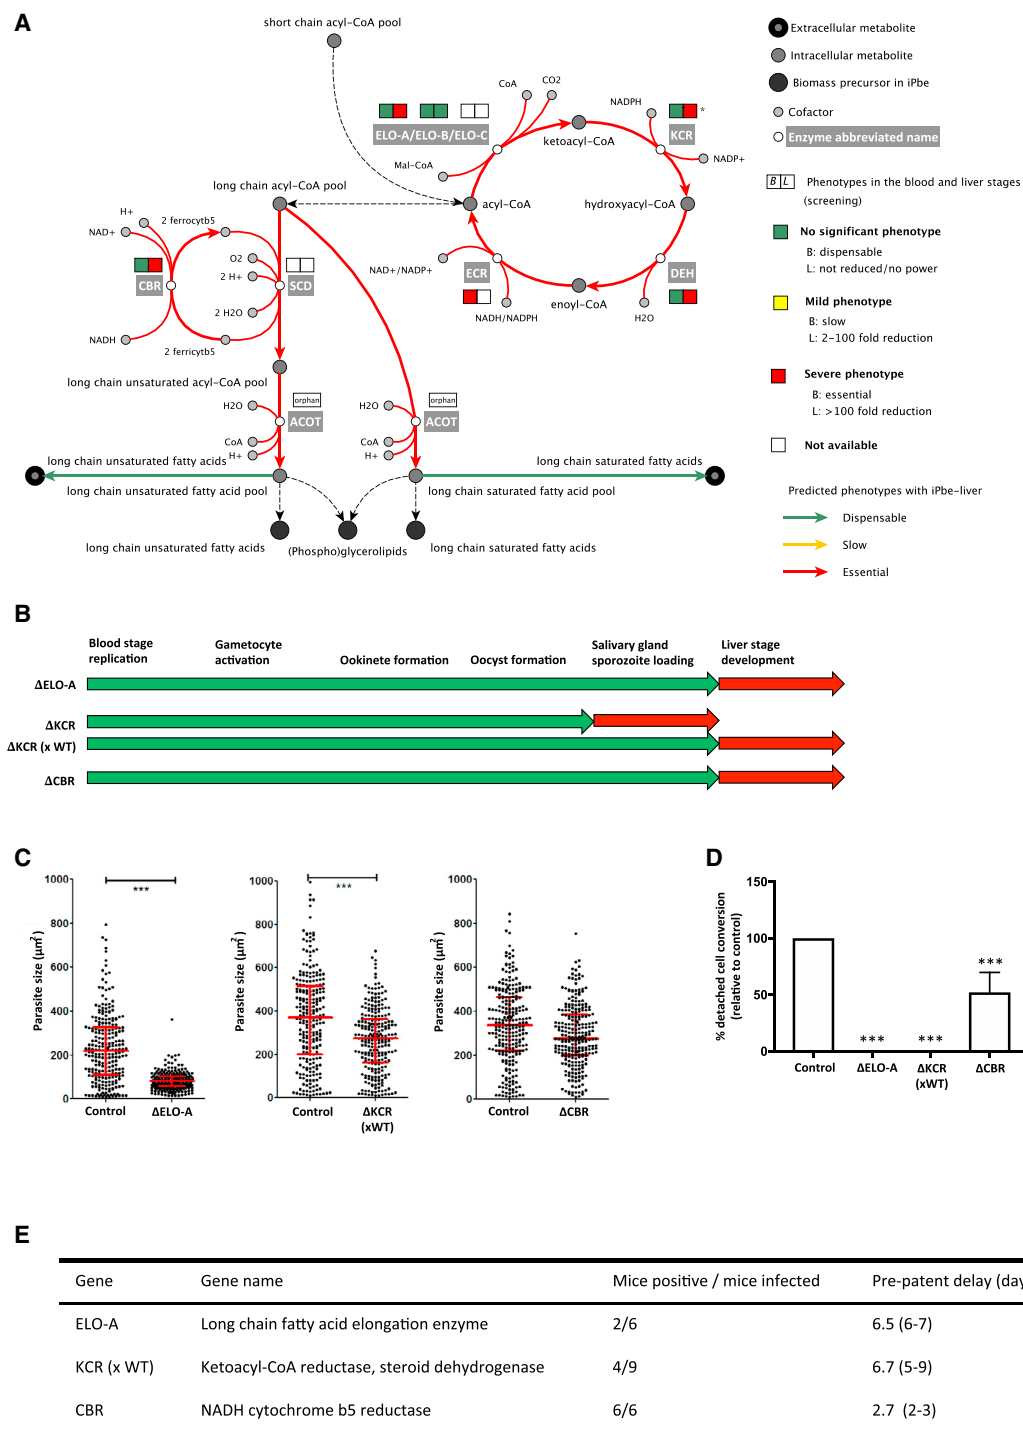 A
short chain acyl-CoA pool
CoA
CO2
NADPH
ELO-A/ELO-B/ELO-C
KCR
*
ketoacyl-CoA
Mal-CoA
NADP+
long chain acyl-CoA pool
acyl-CoA
hydroxyacyl-CoA
H+
2 ferrocytb5
NAD+
O2
2 H+
CBR
SCD
NAD+/NADP+
ECR
DEH
enoyl-CoA
2 H2O
NADH/NADPH
H2O
NADH
2 ferricytb5
long chain unsaturated acyl-CoA pool
orphan
orphan
H2O
H2O
ACOT
ACOT
CoA
CoA
H+
H+
long chain unsaturated fatty acids
long chain saturated fatty acids
long chain unsaturated fatty acid pool
long chain saturated fatty acid pool
long chain unsaturated fatty acids
(Phospho)glycerolipids
long chain saturated fatty acids
Extracellular metabolite
Intracellular metabolite
Biomass precursor in iPbe
Cofactor
Enzyme abbreviated name
B L
Phenotypes in the blood and liver stages
(screening)
No significant phenotype
B: dispensable
L: not reduced/no power
Mild phenotype
B: slow
L: 2-100 fold reduction
Severe phenotype
B: essential
L: >100 fold reduction
Not available
Predicted phenotypes with iPbe-liver
Dispensable
Slow
Essential
B
Blood stage
replication
Gametocyte
activation
Ookinete formation
Oocyst formation
Salivary gland
sporozoite loading
Liver stage
development
ΔELO-A
ΔKCR
ΔKCR (x WT)
ΔCBR
C
Parasite size (µm²)
1000
800
600
400
200
0
***
Control
ΔELO-A
Parasite size (µm²)
1000
800
600
400
200
0
***
Control
ΔKCR
(xWT)
Parasite size (µm²)
1000
800
600
400
200
0
Control
ΔCBR
D
% detached cell conversion
(relative to control)
150
100
50
0
***
***
***
Control
ΔELO-A
ΔKCR
(xWT)
ΔCBR
E
Gene Gene name Mice positive / mice infected Pre-patent delay (day
ELO-A Long chain fatty acid elongation enzyme 2/6 6.5 (6-7)
KCR (x WT) Ketoacyl-CoA reductase, steroid dehydrogenase 4/9 6.7 (5-9)
CBR NADH cytochrome b5 reductase 6/6 2.7 (2-3)